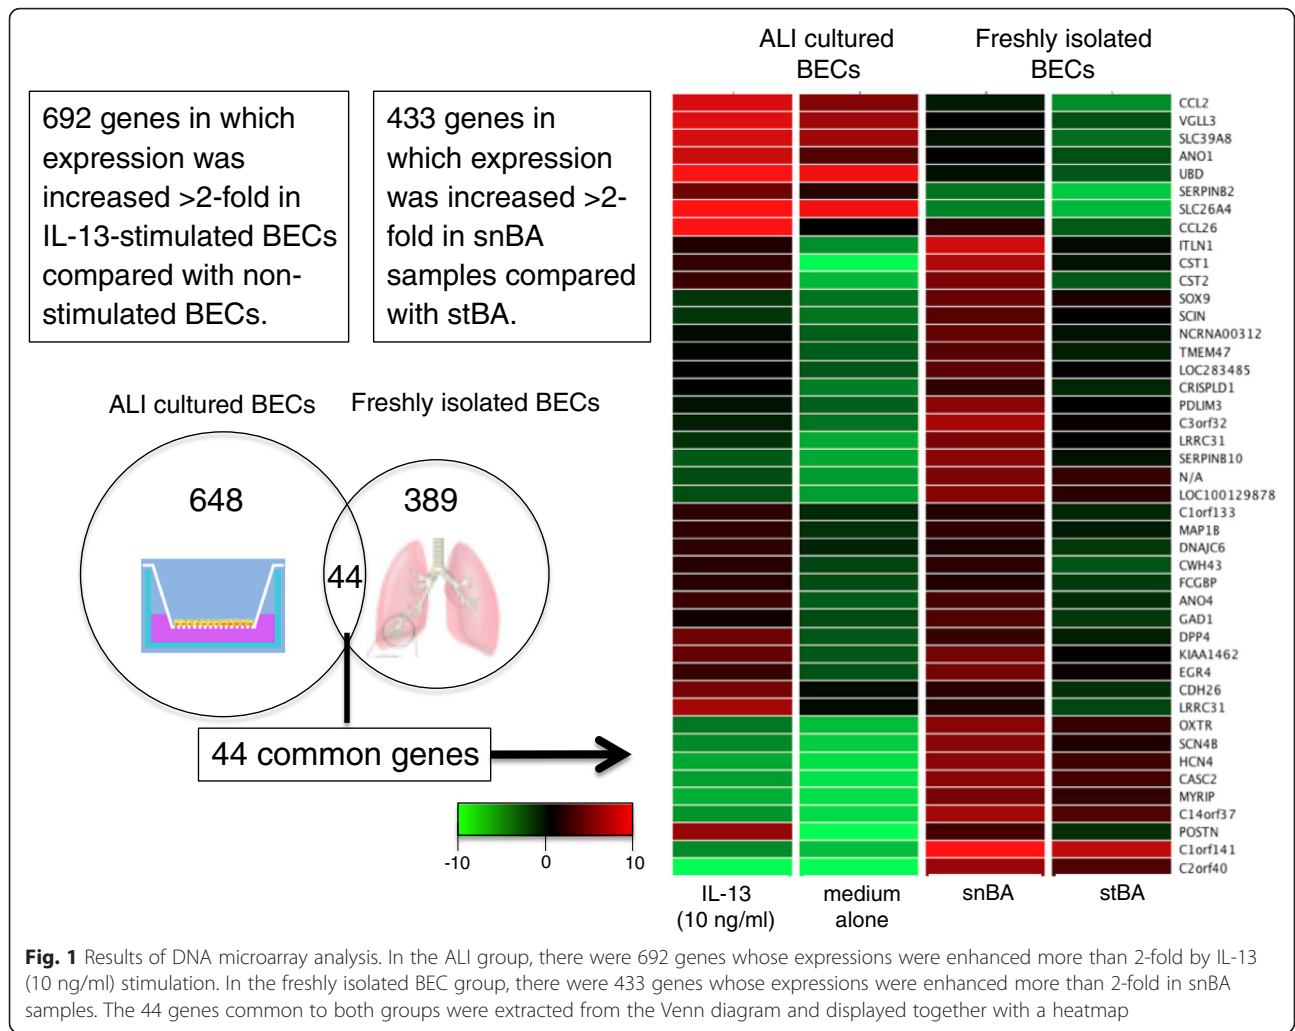 ALI cultured
BECs
Freshly isolated
BECs
692 genes in which
expression was
increased >2-fold in
IL-13-stimulated BECs
compared with non-
stimulated BECs.
433 genes in
which expression
was increased >2-
fold in snBA
samples compared
with stBA.
ALI cultured BECs
Freshly isolated BECs
648
44
389
44 common genes
-10
0
10
CCL2
VGLL3
SLC39A8
ANO1
UBD
SERPINB2
SLC26A4
CCL26
ITLN1
CST1
CST2
SOX9
SCIN
NCRNA00312
TMEM47
LOC283485
CRISPLD1
PDLIM3
C3orf32
LRRC31
SERPINB10
N/A
LOC100129878
C1orf133
MAP1B
DNAJC6
CWH43
FCGBP
ANO4
GAD1
DPP4
KIAA1462
EGR4
CDH26
LRRC31
OXTR
SCN4B
HCN4
CASC2
MYRIP
C14orf37
POSTN
C1orf141
C2orf40
IL-13
(10 ng/ml)
medium
alone
snBA
stBA
Fig. 1 Results of DNA microarray analysis. In the ALI group, there were 692 genes whose expressions were enhanced more than 2-fold by IL-13
(10 ng/ml) stimulation. In the freshly isolated BEC group, there were 433 genes whose expressions were enhanced more than 2-fold in snBA
samples. The 44 genes common to both groups were extracted from the Venn diagram and displayed together with a heatmap